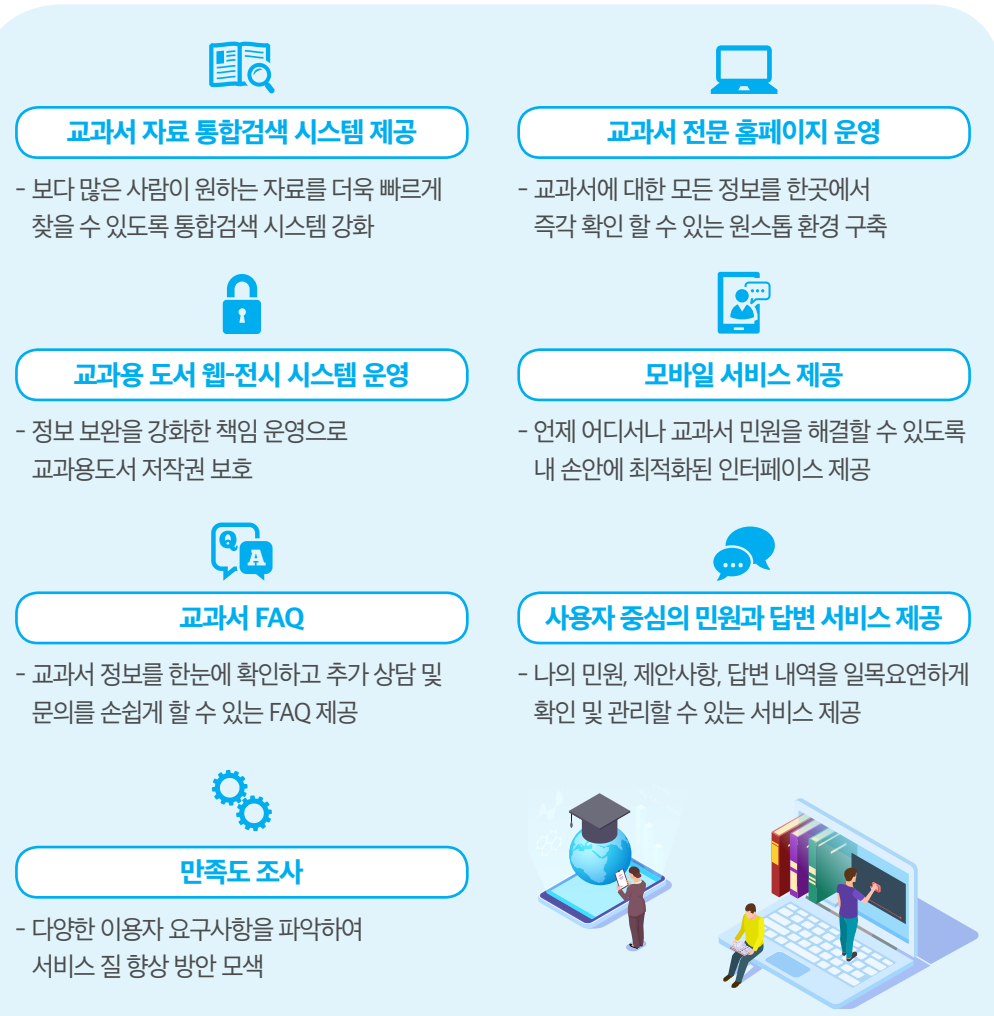 교과서 자료 통합검색 시스템 제공
- 보다 많은 사람이 원하는 자료를 더욱 빠르게
찾을 수 있도록 통합검색 시스템 강화
교과서 전문 홈페이지 운영
- 교과서에 대한 모든 정보를 한곳에서
즉각 확인 할 수 있는 원스톱 환경 구축
교과용 도서 웹-전시 시스템 운영
- 정보 보완을 강화한 책임 운영으로
교과용도서 저작권 보호
모바일 서비스 제공
- 언제 어디서나 교과서 민원을 해결할 수 있도록
내 손안에 최적화된 인터페이스 제공
Q A
교과서 FAQ
- 교과서 정보를 한눈에 확인하고 추가 상담 및
문의를 손쉽게 할 수 있는 FAQ 제공
사용자 중심의 민원과 답변 서비스 제공
- 나의 민원, 제안사항, 답변 내역을 일목요연하게
확인 및 관리할 수 있는 서비스 제공
만족도 조사
- 다양한 이용자 요구사항을 파악하여
서비스 질 향상 방안 모색